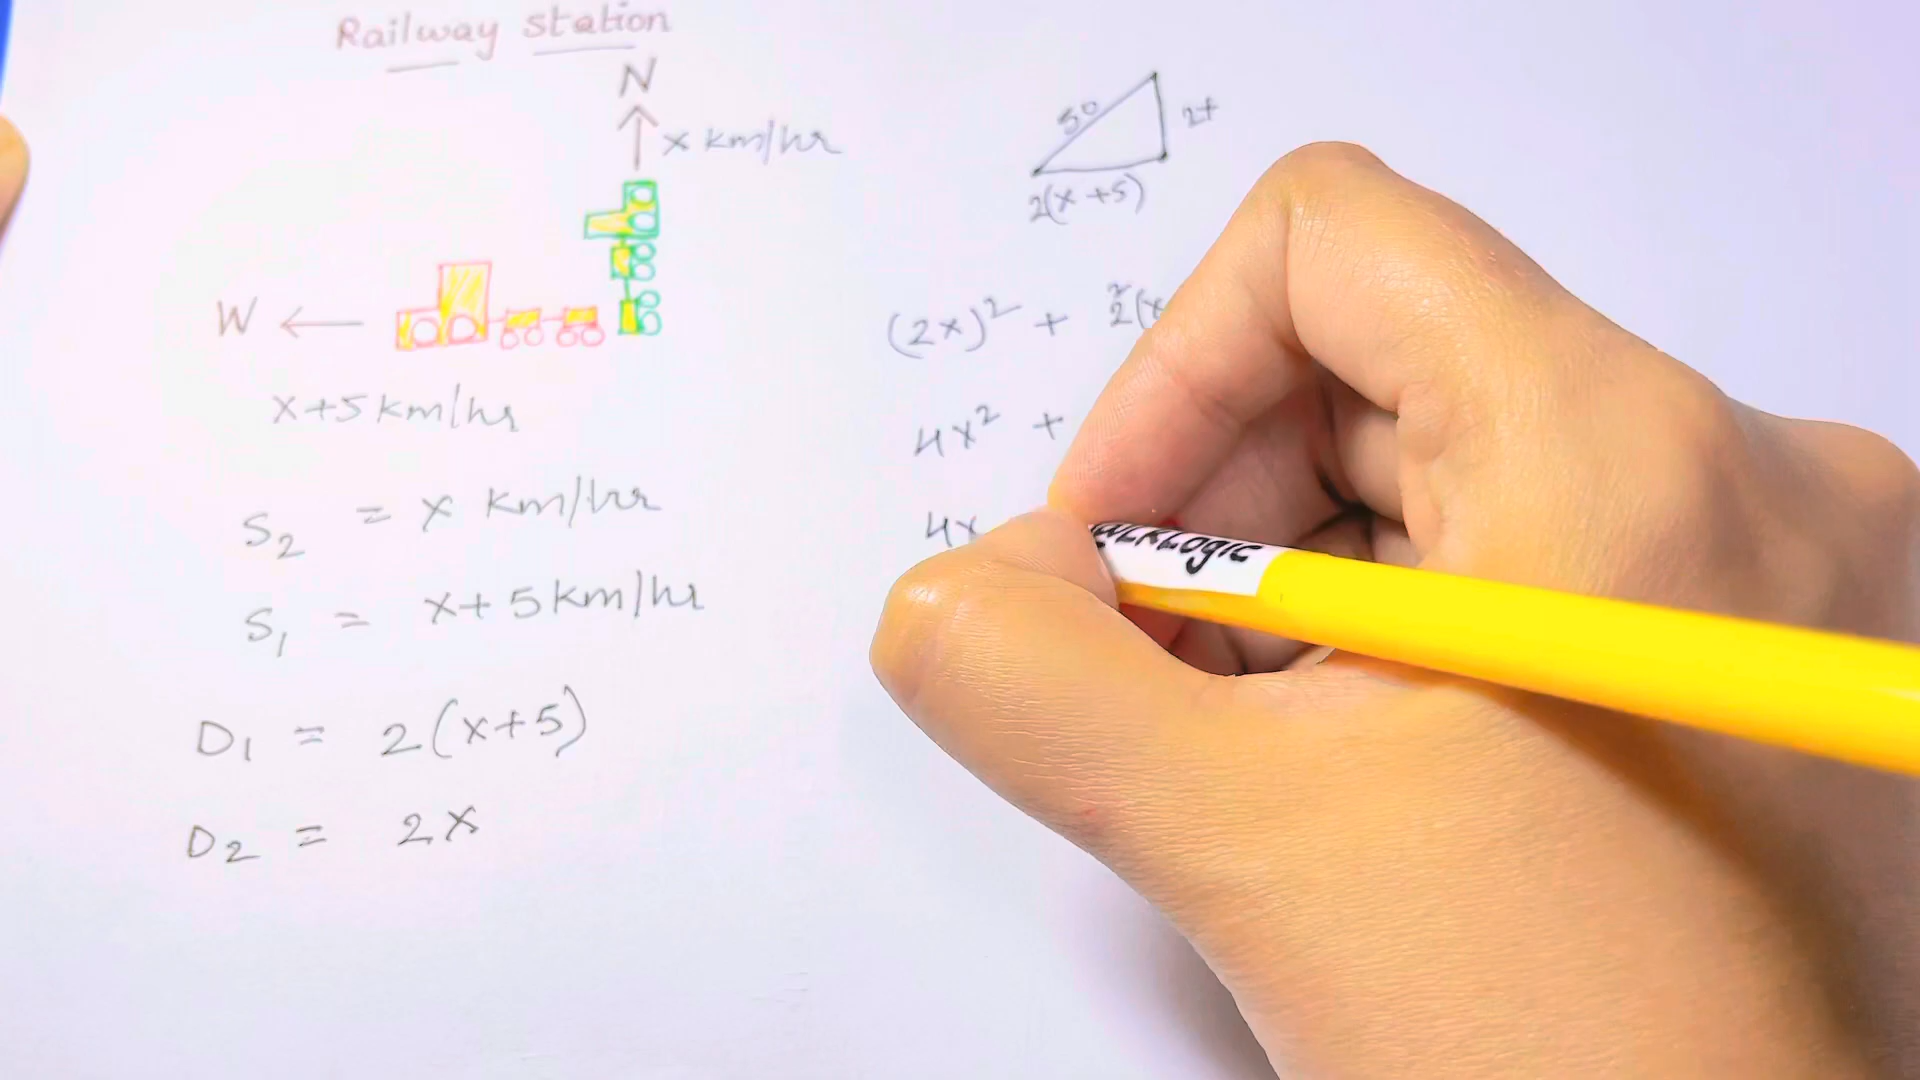 Railway Station
N
x km/hr
W
x+5 km/hr
S2 = x km/hr
S1 = x+5 km/hr
D1 = 2(x+5)
D2 = 2x
50
2(x+5)
(2x)² + 2²(x
4x² +
4x